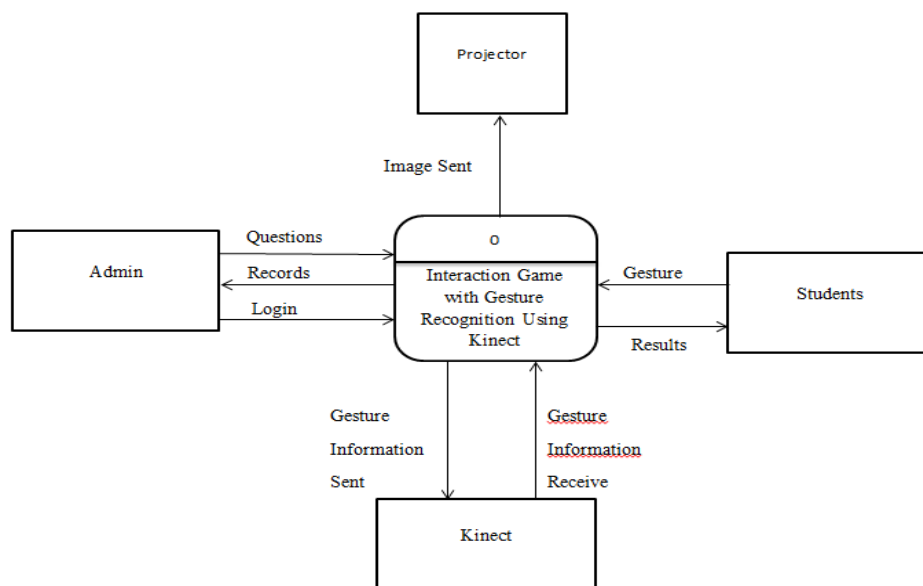 Projector
Image Sent
Admin
Questions
Records
Login
0
Interaction Game
with Gesture
Recognition Using
Kinect
Gesture
Results
Students
Gesture
Information
Sent
Gesture
Information
Receive
Kinect